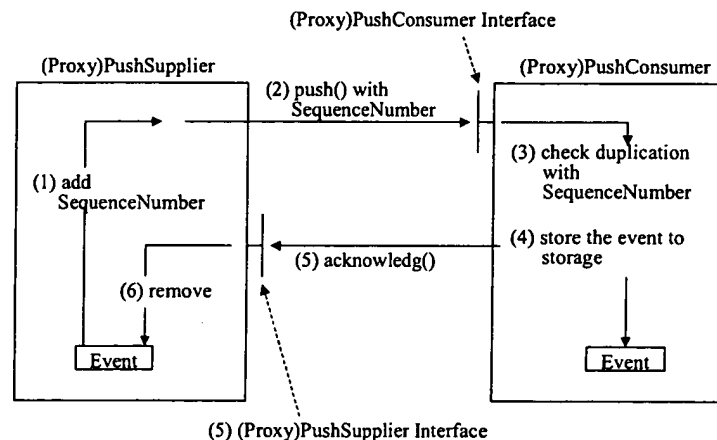 (Proxy)PushConsumer Interface
(Proxy)PushSupplier
(Proxy)PushConsumer
(2) push() with
SequenceNumber
(1) add
SequenceNumber
(3) check duplication
with
SequenceNumber
(4) store the event to
storage
(5) acknowledg()
(6) remove
Event
Event
(5) (Proxy)PushSupplier Interface